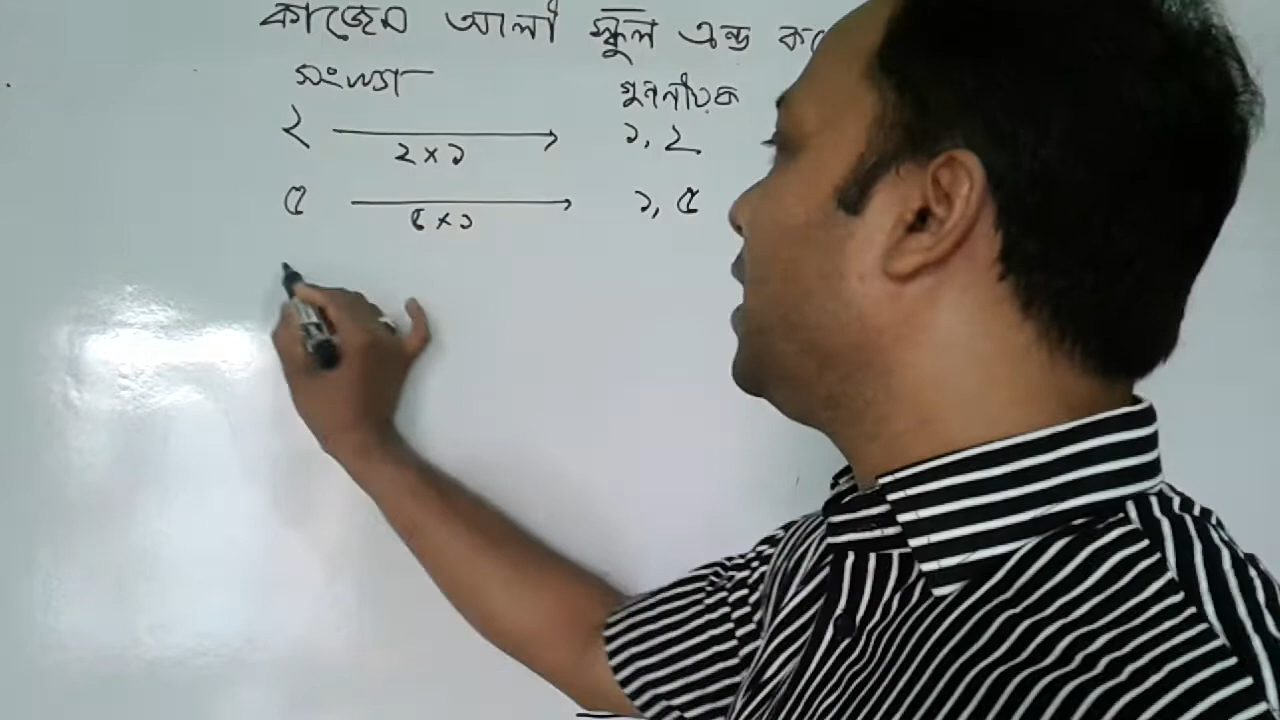 কাজেম আলী স্কুল এন্ড
সংখ্যা গুণনীয়ক
২ ২×১ ১, ২
৫ ৫×১ ১, ৫